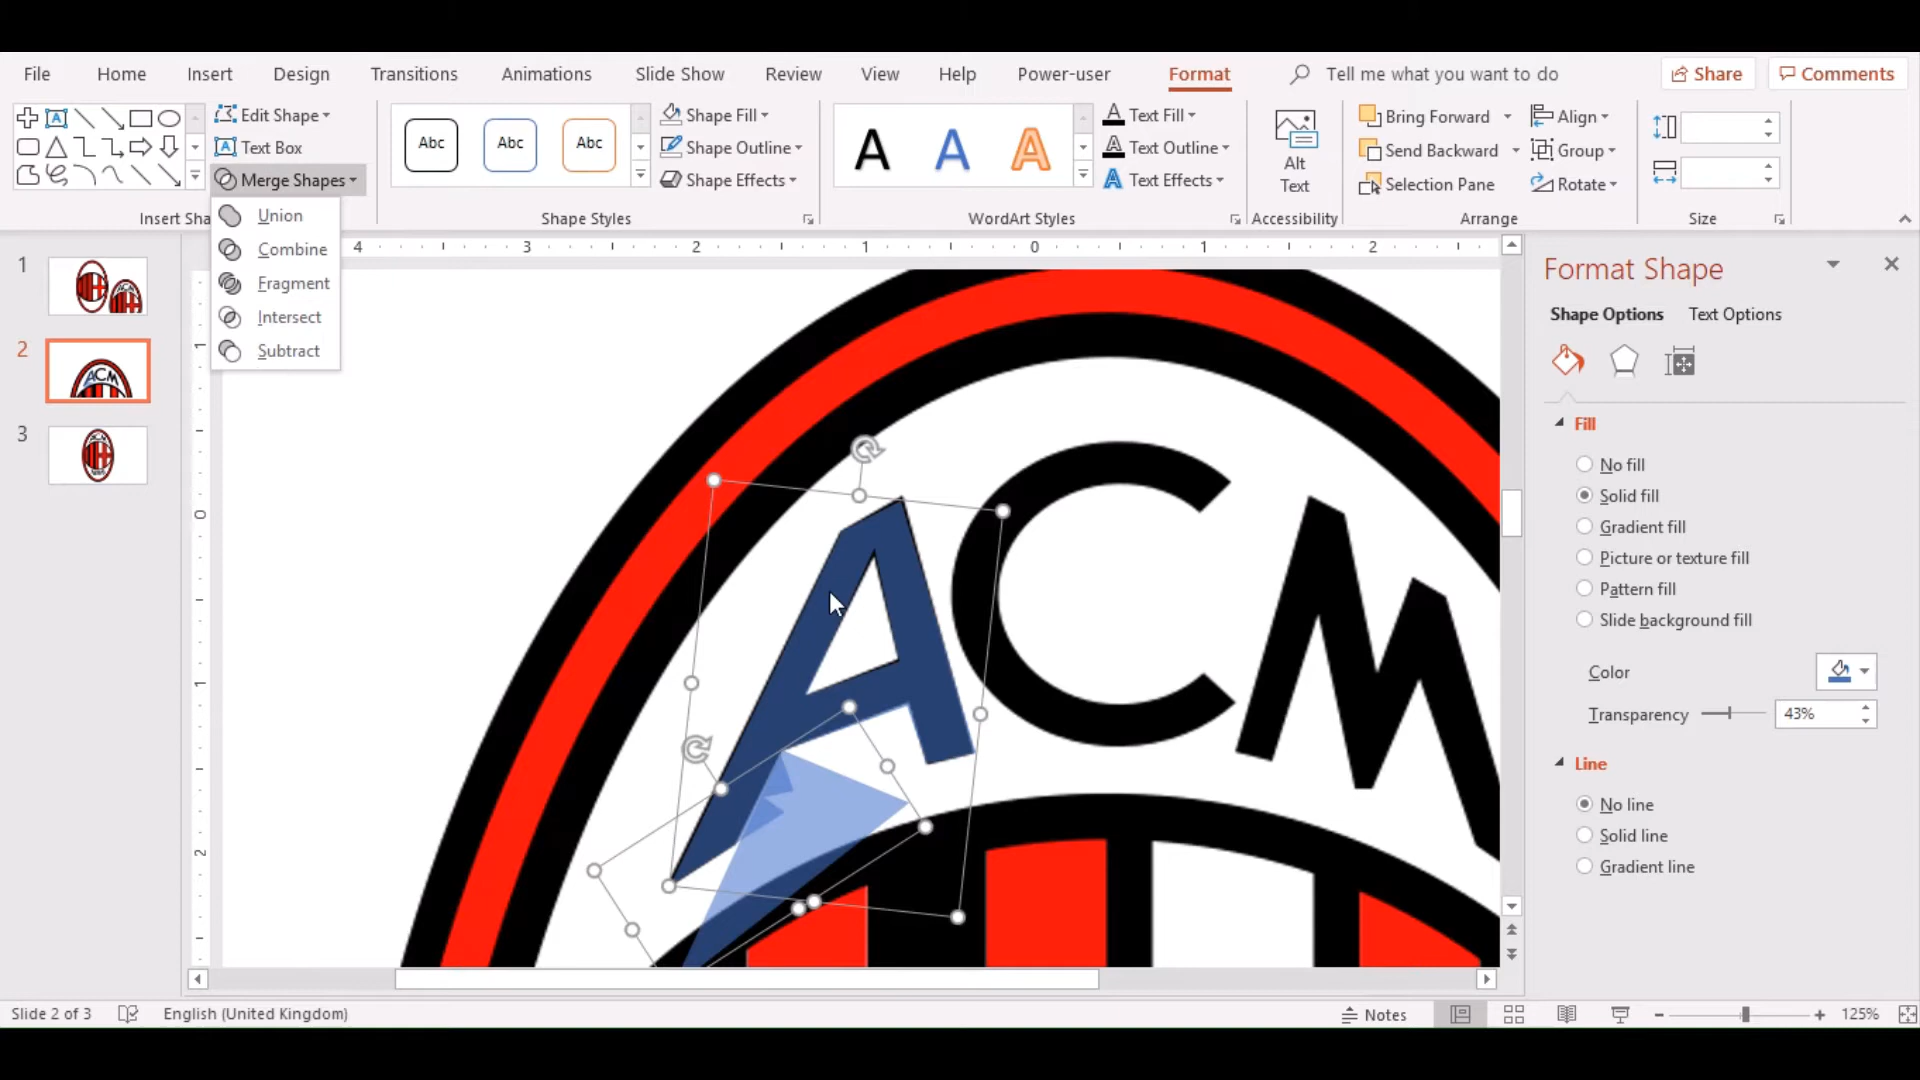 File Home Insert Design Transitions Animations Slide Show Review View Help Power-user Format Tell me what you want to do Share Comments
Edit Shape Text Box Merge Shapes
Insert Sha
Abc Abc Abc
Shape Fill Shape Outline Shape Effects
Shape Styles
A A A
Text Fill Text Outline Text Effects
WordArt Styles
Alt Text
Accessibility
Bring Forward Send Backward Selection Pane
Align Group Rotate
Arrange
Size
Union
Combine
Fragment
Intersect
Subtract
4 3 2 1 0 1 2
1 0 1 2
1
2
3
ACM
Format Shape
Shape Options Text Options
Fill
No fill
Solid fill
Gradient fill
Picture or texture fill
Pattern fill
Slide background fill
Color
Transparency 43%
Line
No line
Solid line
Gradient line
Slide 2 of 3 English (United Kingdom) Notes 125%